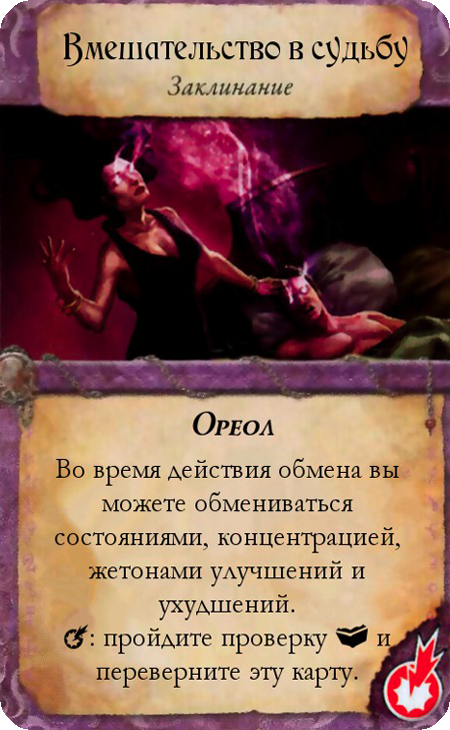 Вмешательство в судьбу
Заклинание
Ореол
Во время действия обмена вы
можете обмениваться
состояниями, концентрацией,
жетонами улучшений и
ухудшений.
: пройдите проверку и
переверните эту карту.